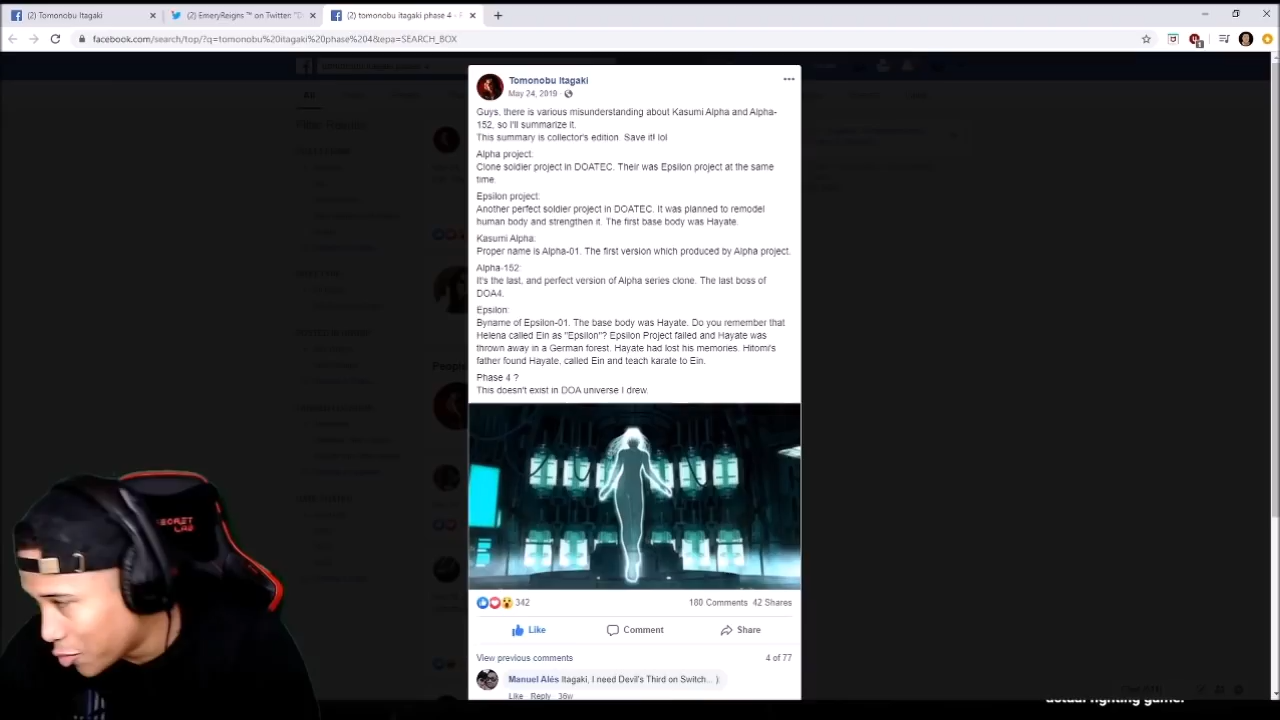 (2) Tomonobu Itagaki
(2) EmeryReigns ™ on Twitter: "D
(2) tomonobu itagaki phase 4 - F
facebook.com/search/top/?q=tomonobu%20itagaki%20phase%204&epa=SEARCH_BOX
Tomonobu Itagaki
May 24, 2019 ·
Guys, there is various misunderstanding about Kasumi Alpha and Alpha-
152, so I'll summarize it.
This summary is collector's edition. Save it! lol
Alpha project:
Clone soldier project in DOATEC. Their was Epsilon project at the same
time.
Epsilon project:
Another perfect soldier project in DOATEC. It was planned to remodel
human body and strengthen it. The first base body was Hayate.
Kasumi Alpha:
Proper name is Alpha-01. The first version which produced by Alpha project.
Alpha-152:
It's the last, and perfect version of Alpha series clone. The last boss of
DOA4.
Epsilon:
Byname of Epsilon-01. The base body was Hayate. Do you remember that
Helena called Ein as "Epsilon"? Epsilon Project failed and Hayate was
thrown away in a German forest. Hayate had lost his memories. Hitomi's
father found Hayate, called Ein and teach karate to Ein.
Phase 4 ?
This doesn't exist in DOA universe I drew.
342
180 Comments 42 Shares
Like
Comment
Share
View previous comments
4 of 77
Manuel Alés Itagaki, I need Devil's Third on Switch... )
Like Reply 36w
SECRET
LAB
actual fighting game.